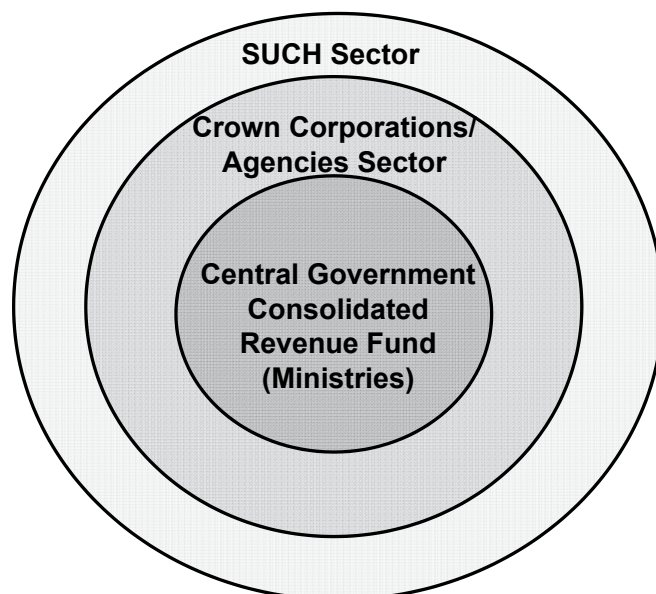 SUCH Sector
Crown Corporations/
Agencies Sector
Central Government
Consolidated
Revenue Fund
(Ministries)